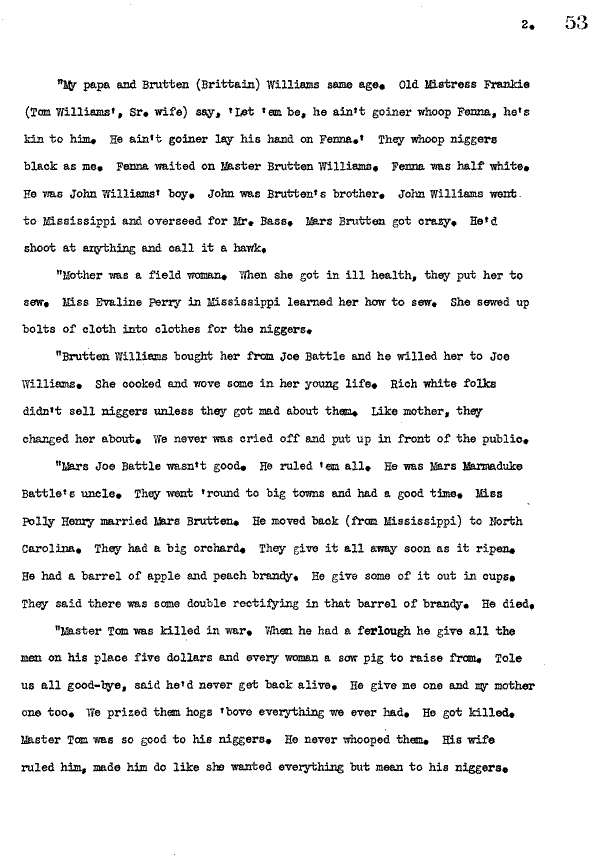 2.   53
"My papa and Brutten (Brittain) Williams same age.  Old Mistress Frankie
(Tom Williams', Sr. wife) say, 'Let 'em be, he ain't goiner whoop Fenna, he's
kin to him.  He ain't goiner lay his hand on Fenna.'  They whoop niggers
black as me.  Fenna waited on Master Brutten Williams.  Fenna was half white.
He was John Williams' boy.  John was Brutten's brother.  John Williams went
to Mississippi and overseed for Mr. Bass.  Mars Brutten got crazy.  He'd
shoot at anything and call it a hawk.
"Mother was a field woman.  When she got in ill health, they put her to
sew.  Miss Evaline Perry in Mississippi learned her how to sew.  She sewed up
bolts of cloth into clothes for the niggers.
"Brutten Williams bought her from Joe Battle and he willed her to Joe
Williams.  She cooked and wove some in her young life.  Rich white folks
didn't sell niggers unless they got mad about them.  Like mother, they
changed her about.  We never was cried off and put up in front of the public.
"Mars Joe Battle wasn't good.  He ruled 'em all.  He was Mars Marmaduke
Battle's uncle.  They went 'round to big towns and had a good time.  Miss
Polly Henry married Mars Brutten.  He moved back (from Mississippi) to North
Carolina.  They had a big orchard.  They give it all away soon as it ripen.
He had a barrel of apple and peach brandy.  He give some of it out in cups.
They said there was some double rectifying in that barrel of brandy.  He died.
"Master Tom was killed in war.  When he had a ferlough he give all the
men on his place five dollars and every woman a sow pig to raise from.  Tole
us all good-bye, said he'd never get back alive.  He give me one and my mother
one too.  We prized them hogs 'bove everything we ever had.  He got killed.
Master Tom was so good to his niggers.  He never whooped them.  His wife
ruled him, made him do like she wanted everything but mean to his niggers.